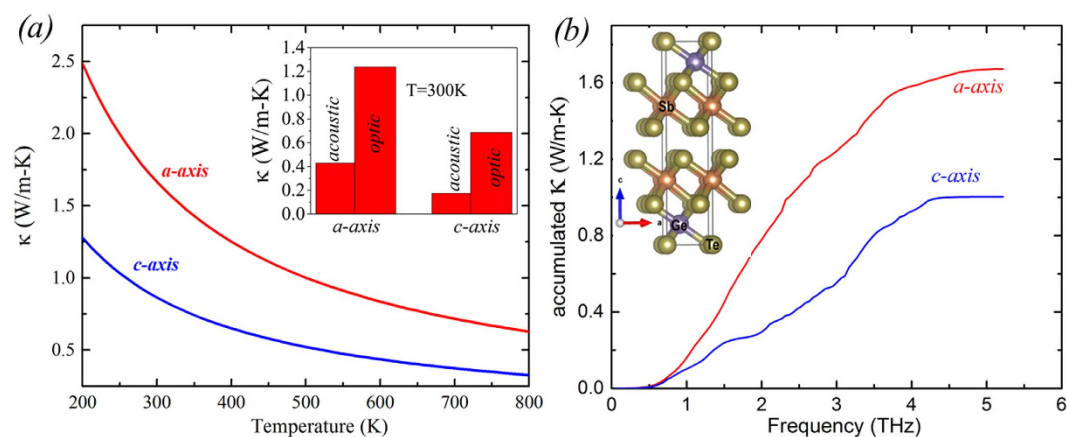 (a)
κ (W/m-K)
2.5
2.0
1.5
1.0
0.5
a-axis
c-axis
200 300 400 500 600 700 800
Temperature (K)
κ (W/m-K)
1.4
1.2
1.0
0.8
0.6
0.4
0.2
0.0
T=300K
acoustic
optic
acoustic
optic
a-axis c-axis
(b)
accumulated κ (W/m-K)
1.6
1.2
0.8
0.4
0.0
a-axis
c-axis
Sb
c
a
Ge
Te
0 1 2 3 4 5 6
Frequency (THz)